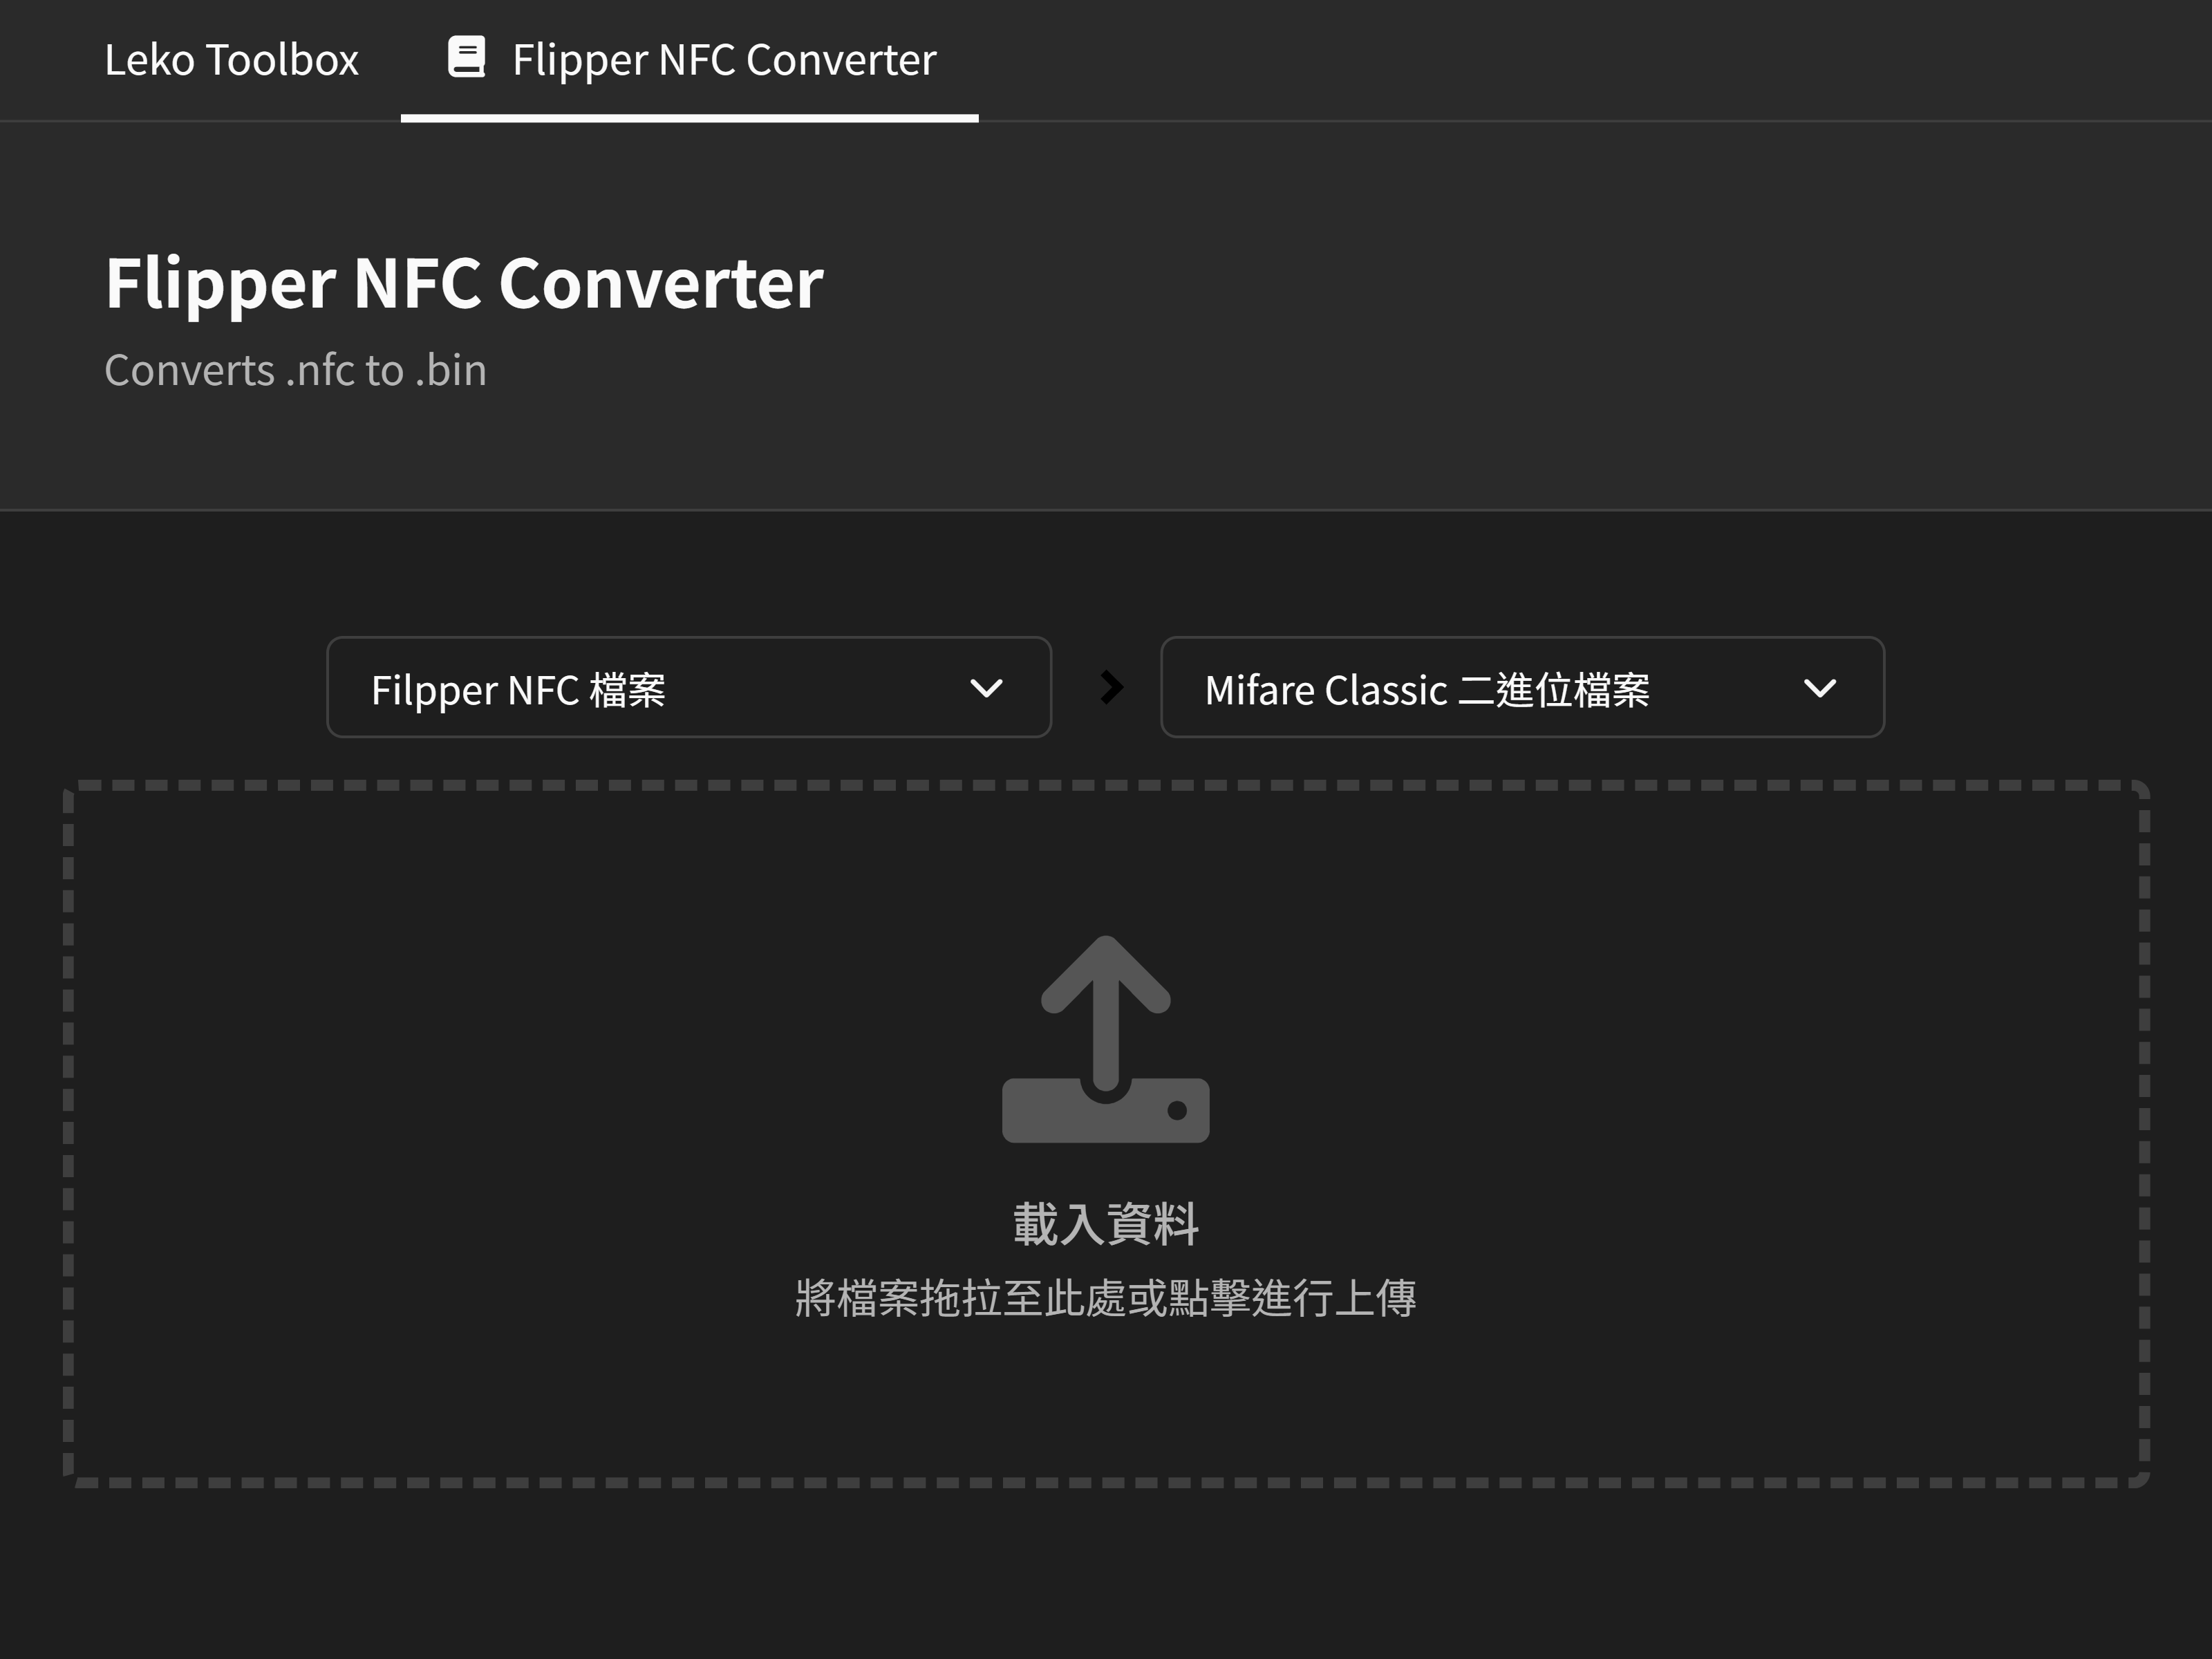 Leko Toolbox
Flipper NFC Converter
Flipper NFC Converter
Converts .nfc to .bin
Filpper NFC 檔案
Mifare Classic 二進位檔案
載入資料
將檔案拖拉至此處或點擊進行上傳